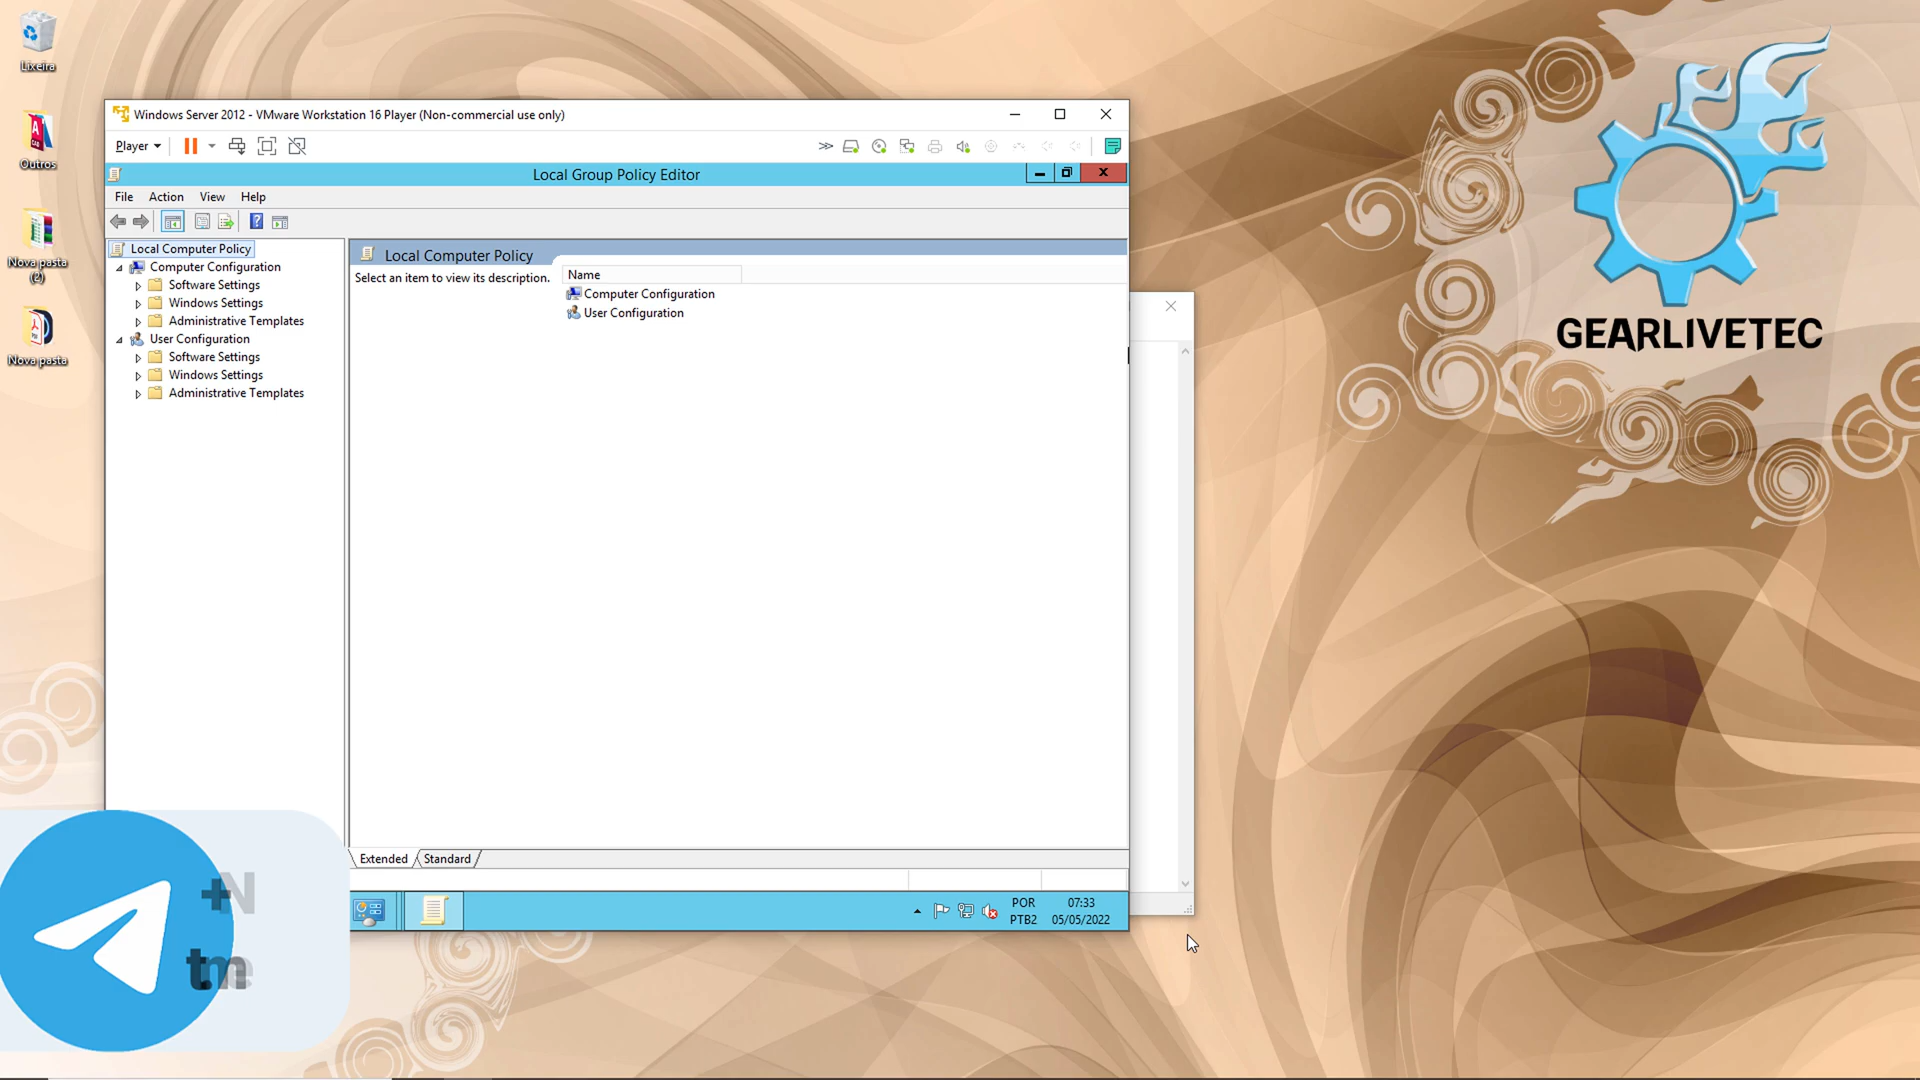 Lixeira
Outros
Nova pasta
(2)
Nova pasta
Windows Server 2012 - VMware Workstation 16 Player (Non-commercial use only)
Player
Local Group Policy Editor
File Action View Help
Local Computer Policy
Computer Configuration
Software Settings
Windows Settings
Administrative Templates
User Configuration
Software Settings
Windows Settings
Administrative Templates
Local Computer Policy
Select an item to view its description.
Name
Computer Configuration
User Configuration
Extended Standard
POR
PTB2
07:33
05/05/2022
GEARLIVETEC